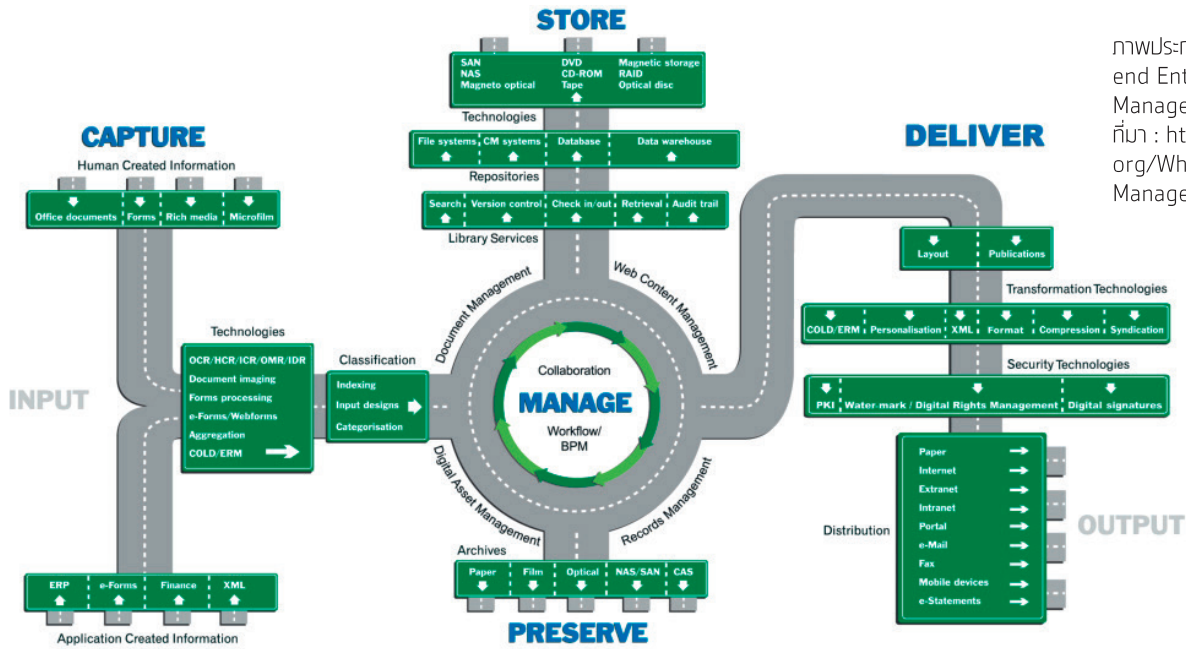 STORE
SAN DVD Magnetic storage
NAS CD-ROM RAID
Magneto optical Tape Optical disc
Technologies
File systems CM systems Database Data warehouse
Repositories
Search Version control Check in/out Retrieval Audit trail
Library Services
CAPTURE
Human Created Information
Office documents Forms Rich media Microfilm
INPUT
Technologies
OCR/HCR/ICR/OMR/IDR
Document imaging
Forms processing
e-Forms/Webforms
Aggregation
COLD/ERM
Classification
Indexing
Input designs
Categorisation
ERP e-Forms Finance XML
Application Created Information
Document Management
Web Content Management
Digital Asset Management
Records Management
Collaboration
MANAGE
Workflow/
BPM
Archives
Paper Film Optical NAS/SAN CAS
PRESERVE
DELIVER
Layout Publications
Transformation Technologies
COLD/ERM Personalisation XML Format Compression Syndication
Security Technologies
PKI Water mark / Digital Rights Management Digital signatures
Distribution
Paper
Internet
Extranet
Intranet
Portal
e-Mail
Fax
Mobile devices
e-Statements
OUTPUT
end Ent
Manage
ที่มา : ht
org/Wh
Manage